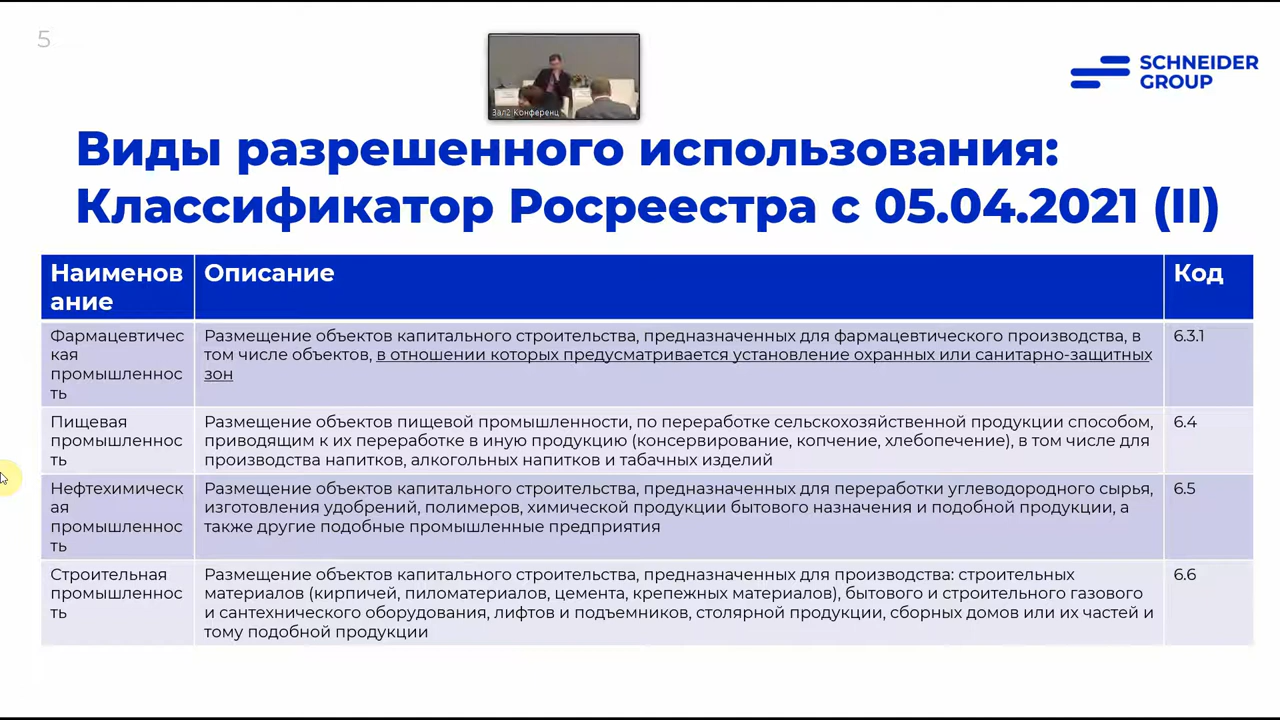 5
Зал2 Конференц
SCHNEIDER
GROUP
Виды разрешенного использования:
Классификатор Росреестра с 05.04.2021 (II)
Наименов
ание
Описание
Код
Фармацевтичес
кая
промышленнос
ть
Размещение объектов капитального строительства, предназначенных для фармацевтического производства, в
том числе объектов, в отношении которых предусматривается установление охранных или санитарно-защитных
зон
6.3.1
Пищевая
промышленнос
ть
Размещение объектов пищевой промышленности, по переработке сельскохозяйственной продукции способом,
приводящим к их переработке в иную продукцию (консервирование, копчение, хлебопечение), в том числе для
производства напитков, алкогольных напитков и табачных изделий
6.4
Нефтехимическ
ая
промышленнос
ть
Размещение объектов капитального строительства, предназначенных для переработки углеводородного сырья,
изготовления удобрений, полимеров, химической продукции бытового назначения и подобной продукции, а
также другие подобные промышленные предприятия
6.5
Строительная
промышленнос
ть
Размещение объектов капитального строительства, предназначенных для производства: строительных
материалов (кирпичей, пиломатериалов, цемента, крепежных материалов), бытового и строительного газового
и сантехнического оборудования, лифтов и подъемников, столярной продукции, сборных домов или их частей и
тому подобной продукции
6.6